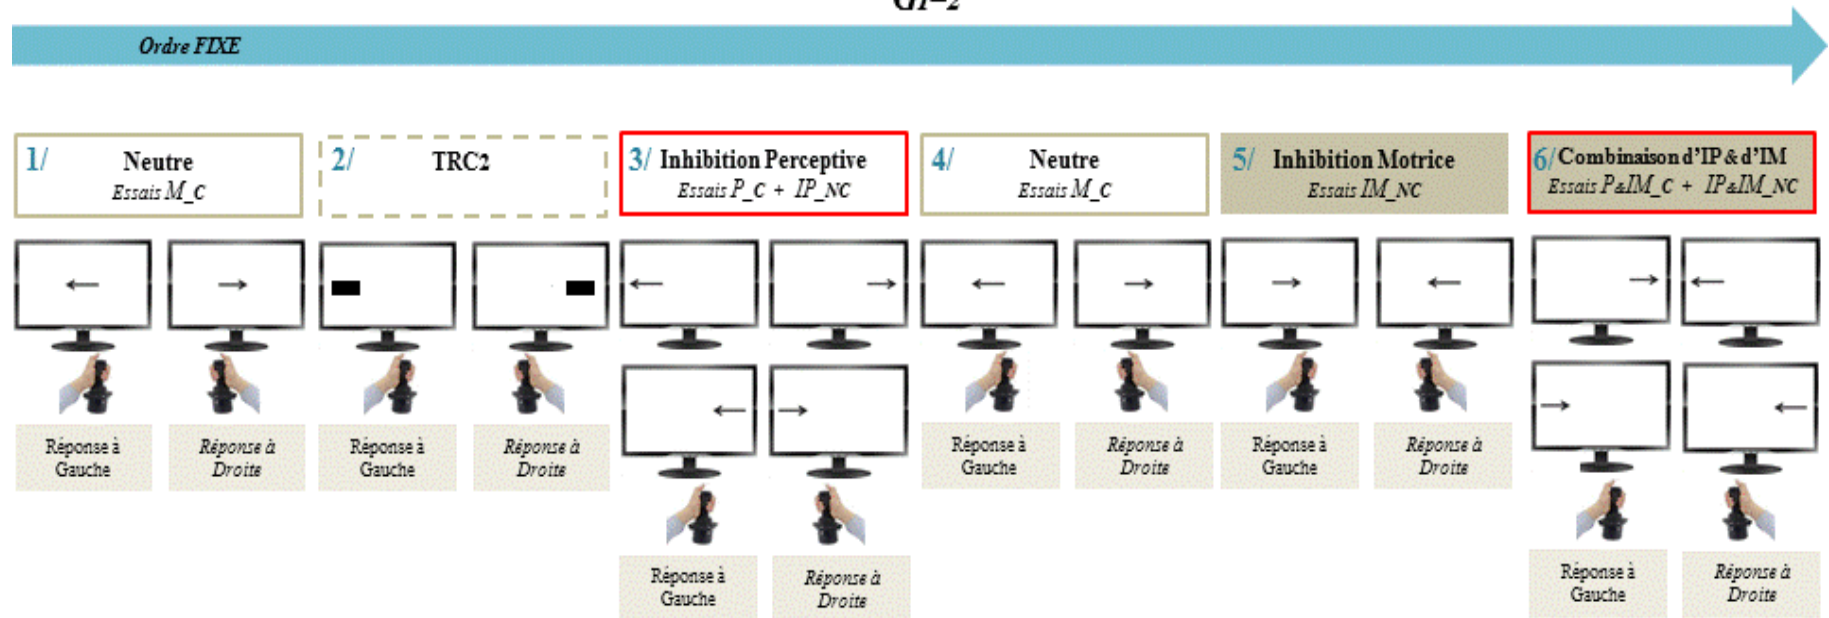 Ordre FIXE
1/ Neutre
Essais M_C
2/ TRC2
3/ Inhibition Perceptive
Essais P_C + IP_NC
4/ Neutre
Essais M_C
5/ Inhibition Motrice
Essais IM_NC
6/ Combinaison d'IP & d'IM
Essais P&IM_C + IP&IM_NC
Réponse à
Gauche
Réponse à
Droite
Réponse à
Gauche
Réponse à
Droite
Réponse à
Gauche
Réponse à
Droite
Réponse à
Gauche
Réponse à
Droite
Réponse à
Gauche
Réponse à
Droite
Réponse à
Gauche
Réponse à
Droite